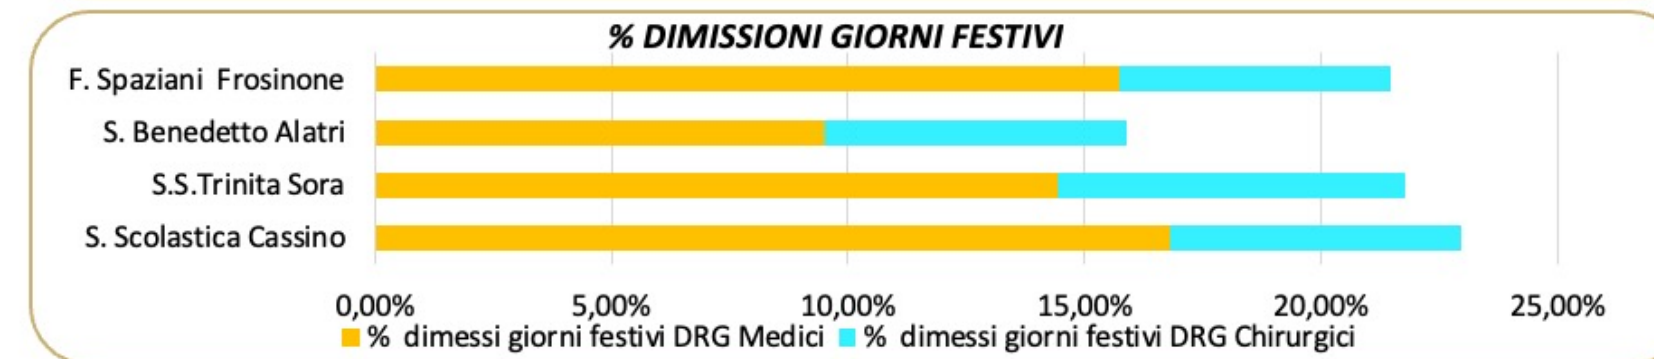 % DIMISSIONI GIORNI FESTIVI
F. Spaziani Frosinone
S. Benedetto Alatri
S.S.Trinita Sora
S. Scolastica Cassino
0,00% 5,00% 10,00% 15,00% 20,00% 25,00%
% dimessi giorni festivi DRG Medici % dimessi giorni festivi DRG Chirurgici